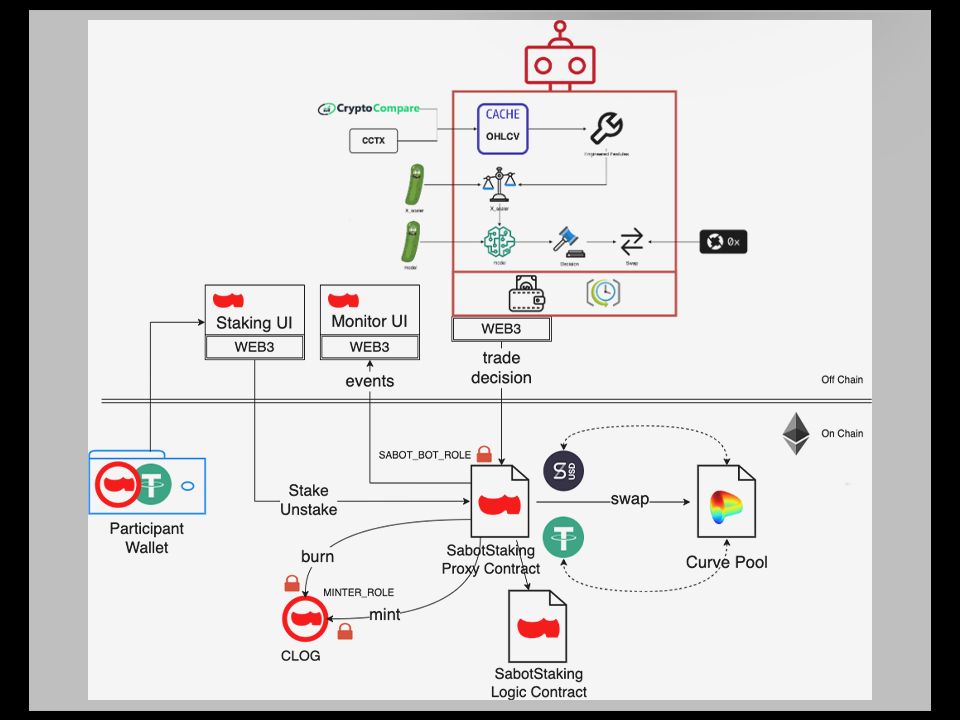 CryptoCompare
CCTX
CACHE
OHLCV
Engineered Features
X_scaler
X_scaler
model
model
Decision
Swap
0x
Staking UI
WEB3
Monitor UI
WEB3
WEB3
events
trade
decision
Off Chain
On Chain
SABOT_BOT_ROLE
S USD
Participant
Wallet
Stake
Unstake
swap
SabotStaking
Proxy Contract
Curve Pool
burn
MINTER_ROLE
mint
CLOG
SabotStaking
Logic Contract